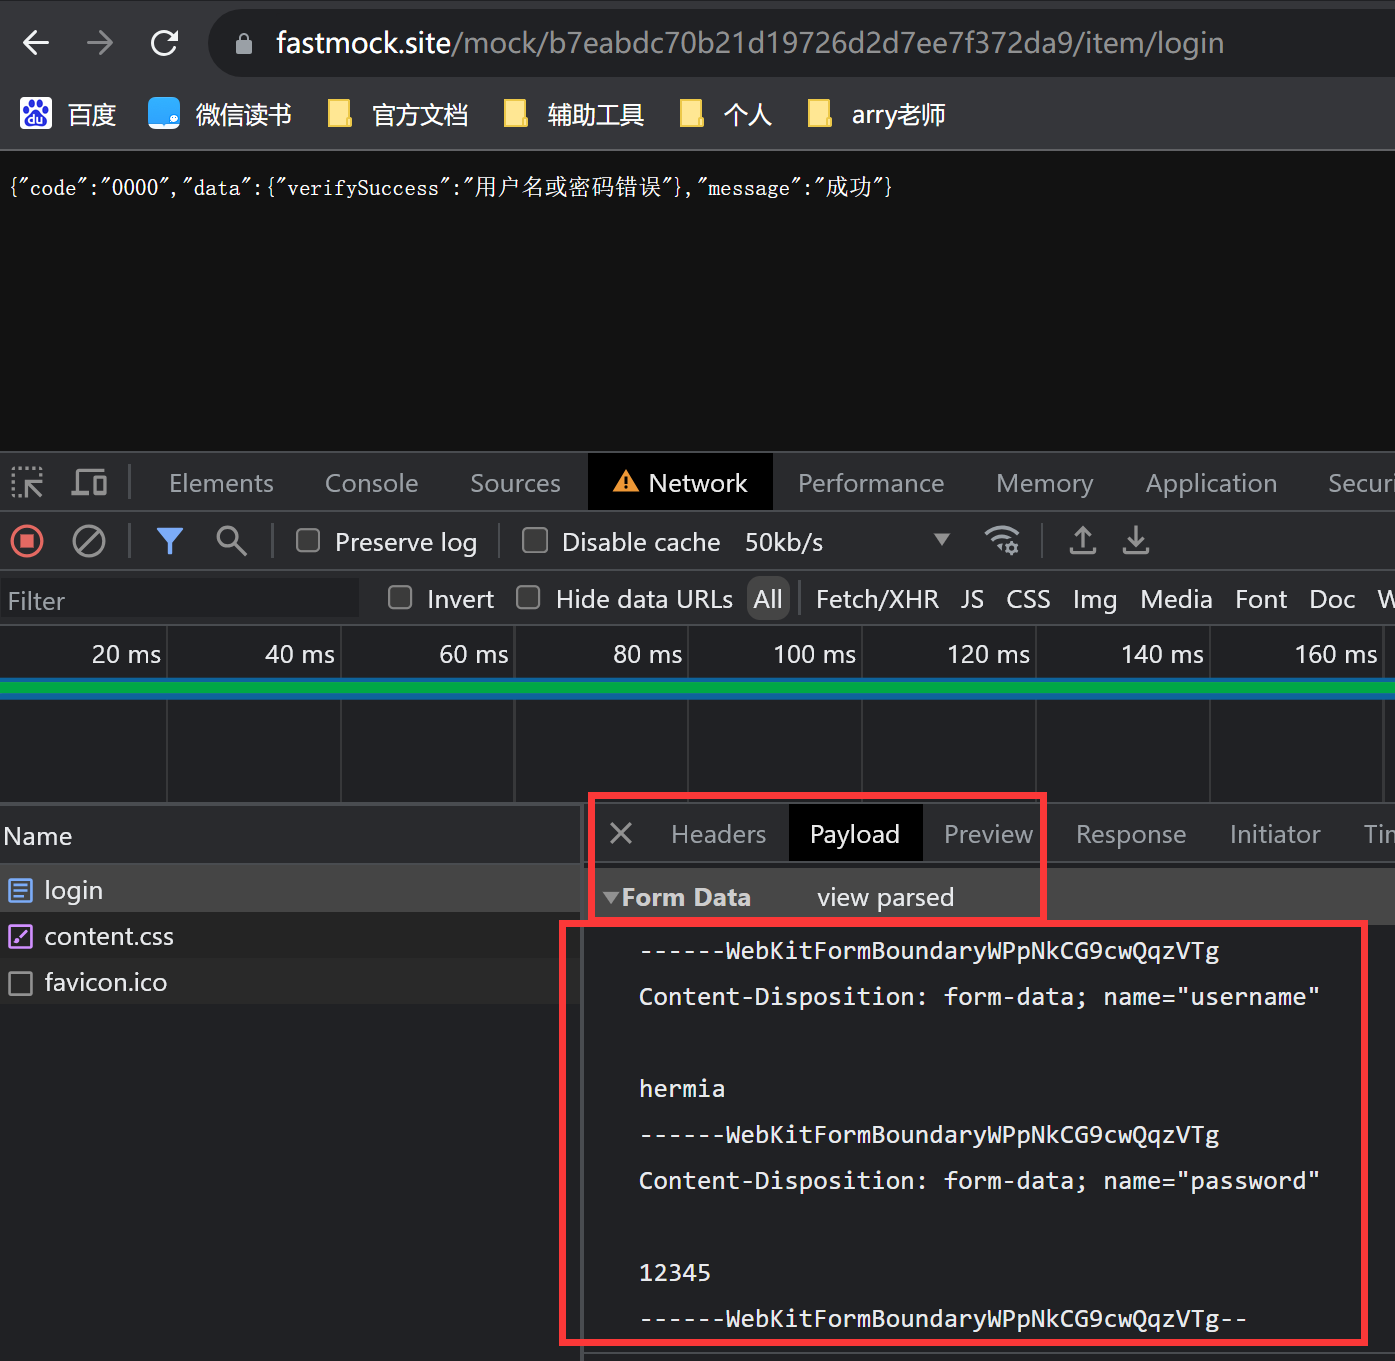 fastmock.site/mock/b7eabdc70b21d19726d2d7ee7f372da9/item/login
du 百度 微信读书 官方文档 辅助工具 个人 arry老师
{"code":"0000","data":{"verifySuccess":"用户名或密码错误"},"message":"成功"}
Elements Console Sources Network Performance Memory Application Securi
Preserve log Disable cache 50kb/s
Filter Invert Hide data URLs All Fetch/XHR JS CSS Img Media Font Doc W
20 ms 40 ms 60 ms 80 ms 100 ms 120 ms 140 ms 160 ms
Name
login
content.css
favicon.ico
Headers Payload Preview Response Initiator Tin
Form Data view parsed
------WebKitFormBoundaryWPpNkCG9cwQqzVTg
Content-Disposition: form-data; name="username"
hermia
------WebKitFormBoundaryWPpNkCG9cwQqzVTg
Content-Disposition: form-data; name="password"
12345
------WebKitFormBoundaryWPpNkCG9cwQqzVTg--